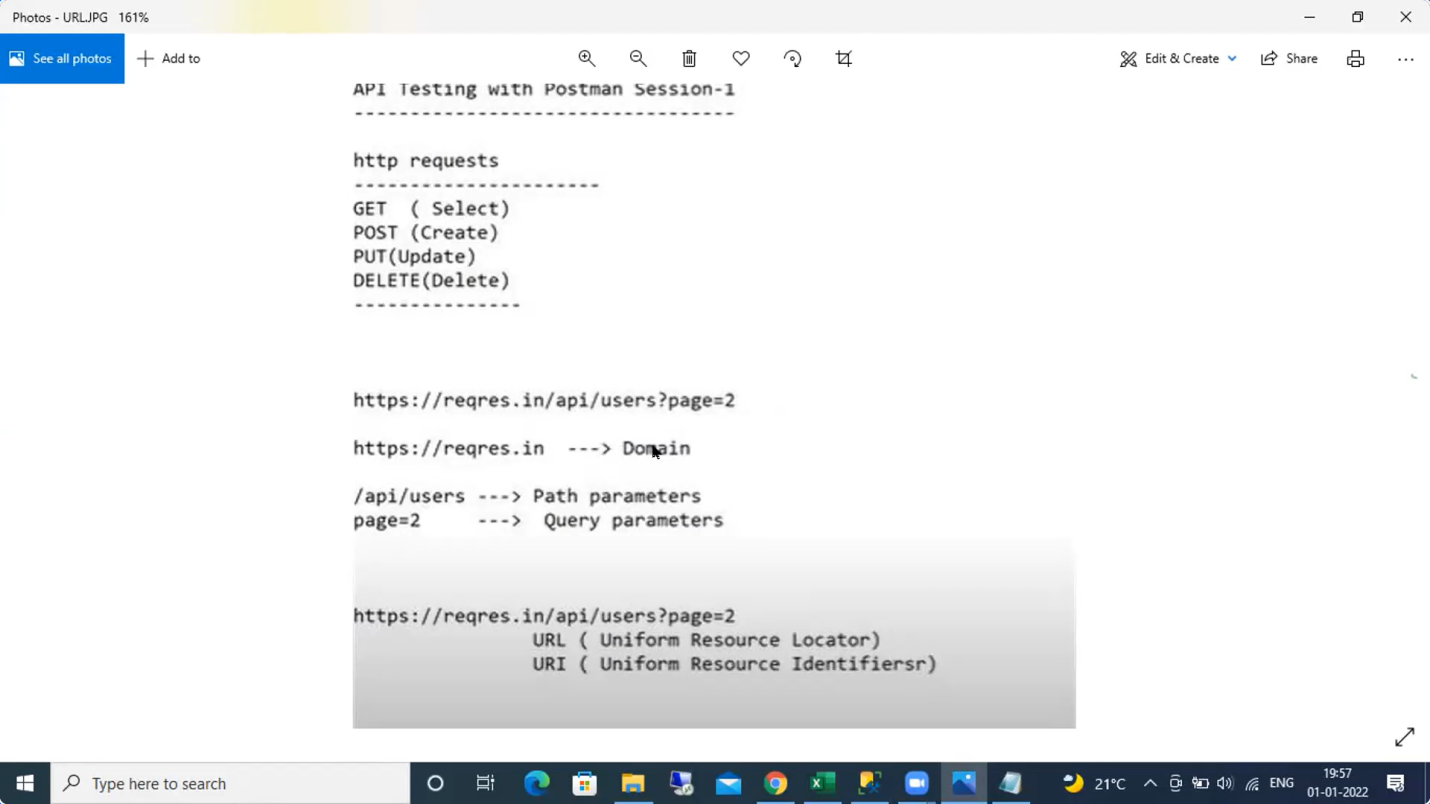 Photos - URL.JPG 161%
See all photos
Add to
Edit & Create
Share
API Testing with Postman Session-1
----------------------------------
http requests
----------------------
GET ( Select)
POST (Create)
PUT(Update)
DELETE(Delete)
---------------
https://reqres.in/api/users?page=2
https://reqres.in ---> Domain
/api/users ---> Path parameters
page=2 ---> Query parameters
https://reqres.in/api/users?page=2
URL ( Uniform Resource Locator)
URI ( Uniform Resource Identifiersr)
Type here to search
21°C
ENG
19:57
01-01-2022